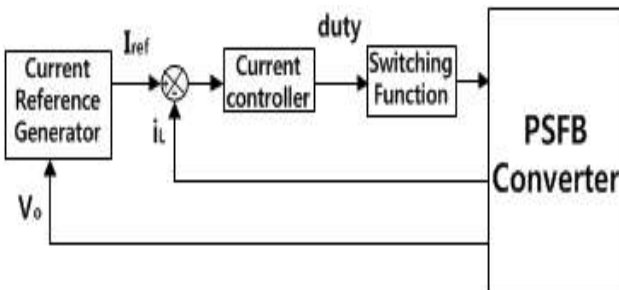 Current
Reference
Generator
Iref
+
-
iL
Current
controller
duty
Switching
Function
PSFB
Converter
Vo